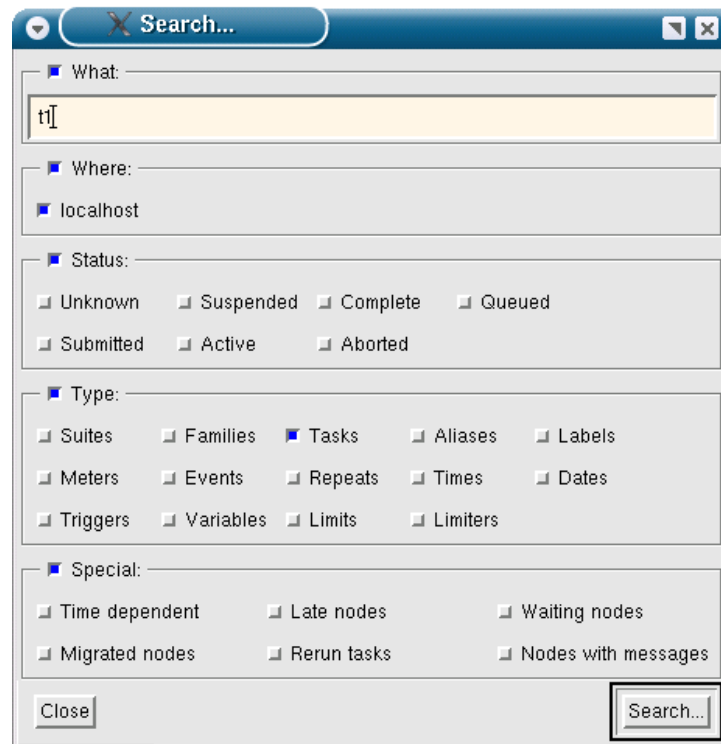 Search...
What:
t1
Where:
localhost
Status:
Unknown Suspended Complete Queued
Submitted Active Aborted
Type:
Suites Families Tasks Aliases Labels
Meters Events Repeats Times Dates
Triggers Variables Limits Limiters
Special:
Time dependent Late nodes Waiting nodes
Migrated nodes Rerun tasks Nodes with messages
Close Search...